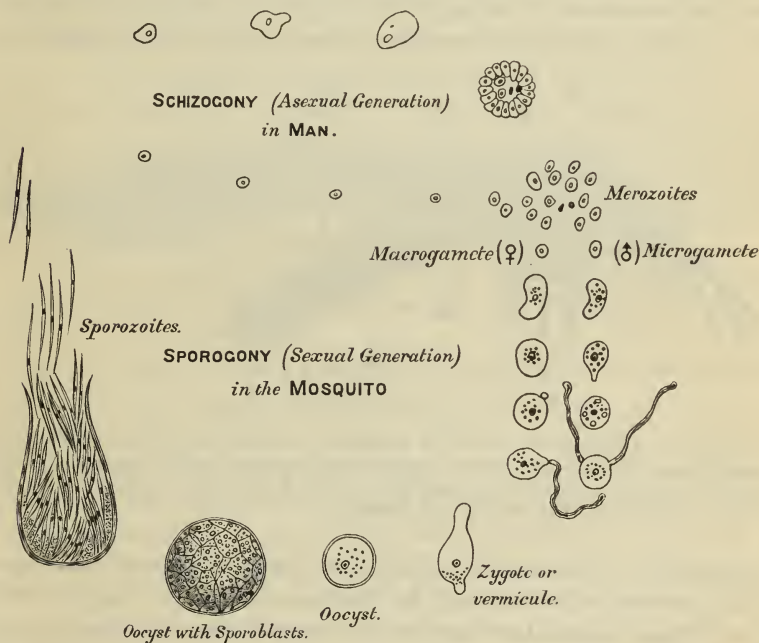 SCHIZOGONY (Asexual Generation)
in MAN.
Merozoites
Macrogamete (♀)
(♂) Microgamete
Sporozoites.
SPOROGONY (Sexual Generation)
in the MOSQUITO
Zygote or
vermicule.
Oocyst.
Oocyst with Sporoblasts.